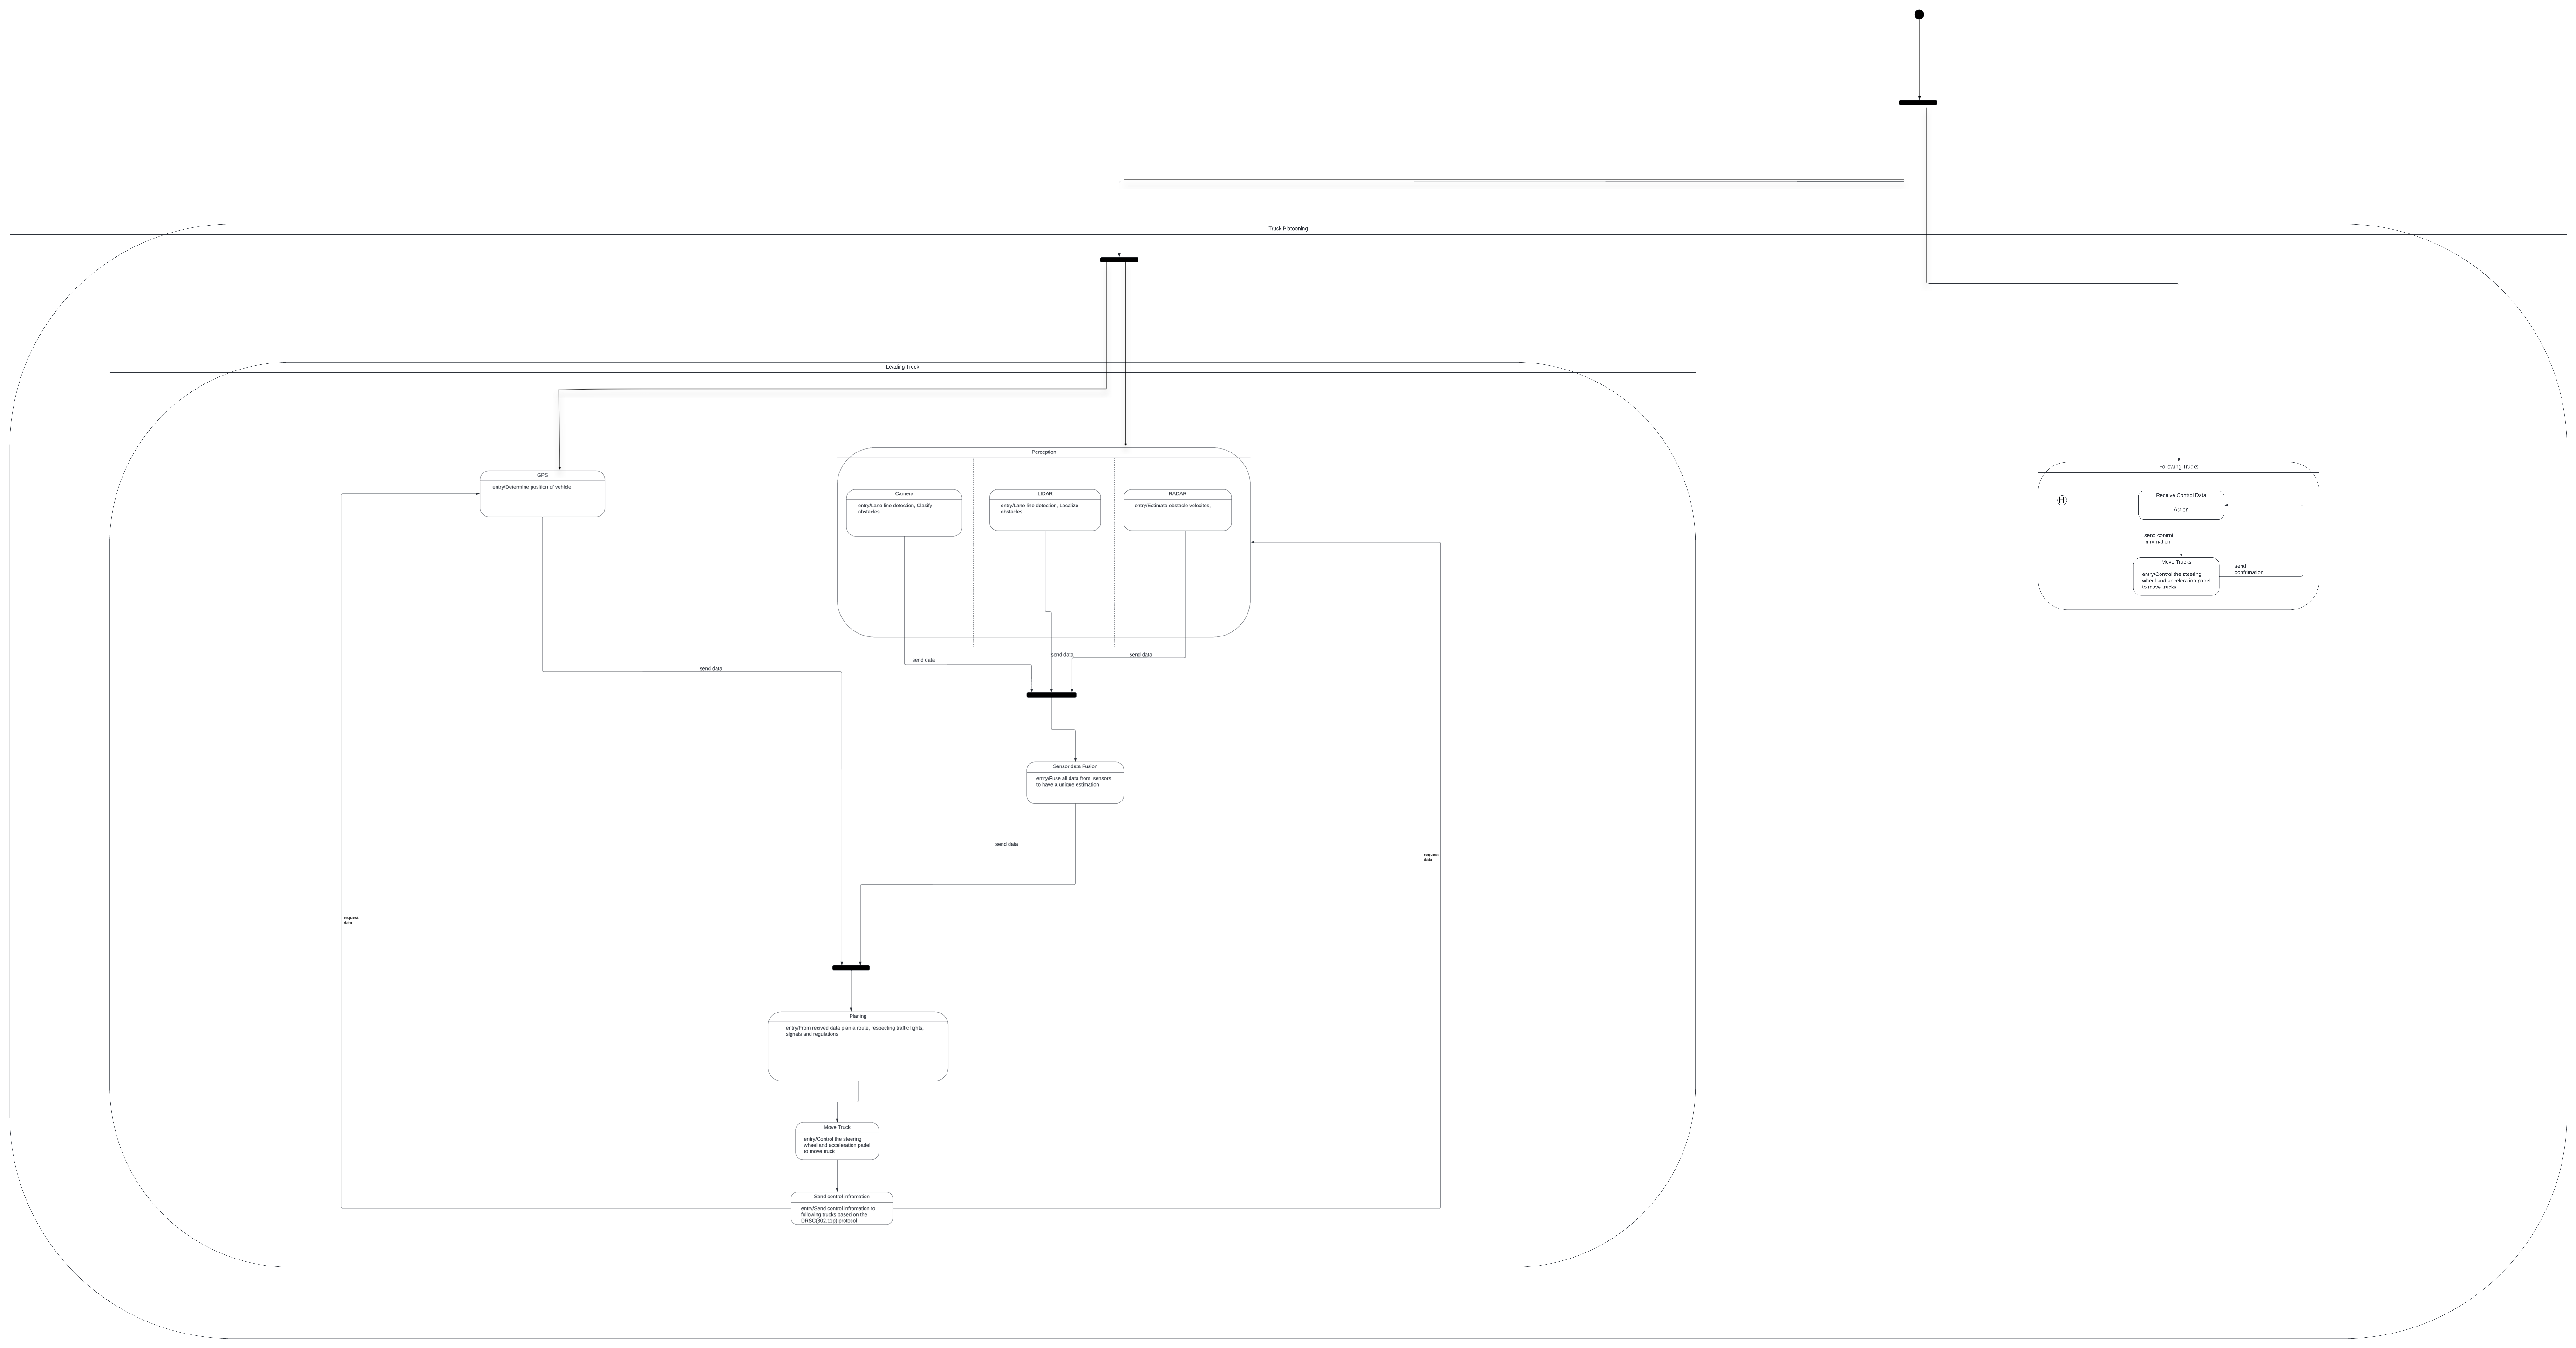 Truck Platooning
Leading Truck
GPS
entry/Determine position of vehicle
Perception
Camera
entry/Lane line detection, Clasify
obstacles
LIDAR
entry/Lane line detection, Localize
obstacles
RADAR
entry/Estimate obstacle velocites,
send data
send data
send data
send data
Sensor data Fusion
entry/Fuse all data from sensors
to have a unique estimation
send data
request
data
request
data
Planing
entry/From recived data plan a route, respecting traffic lights,
signals and regulations
Move Truck
entry/Control the steering
wheel and acceleration padel
to move truck
Send control infromation
entry/Send control infromation to
following trucks based on the
DRSC(802.11p) protocol
Following Trucks
H
Receive Control Data
Action
send control
infromation
Move Trucks
entry/Control the steering
wheel and acceleration padel
to move trucks
send
confrimation